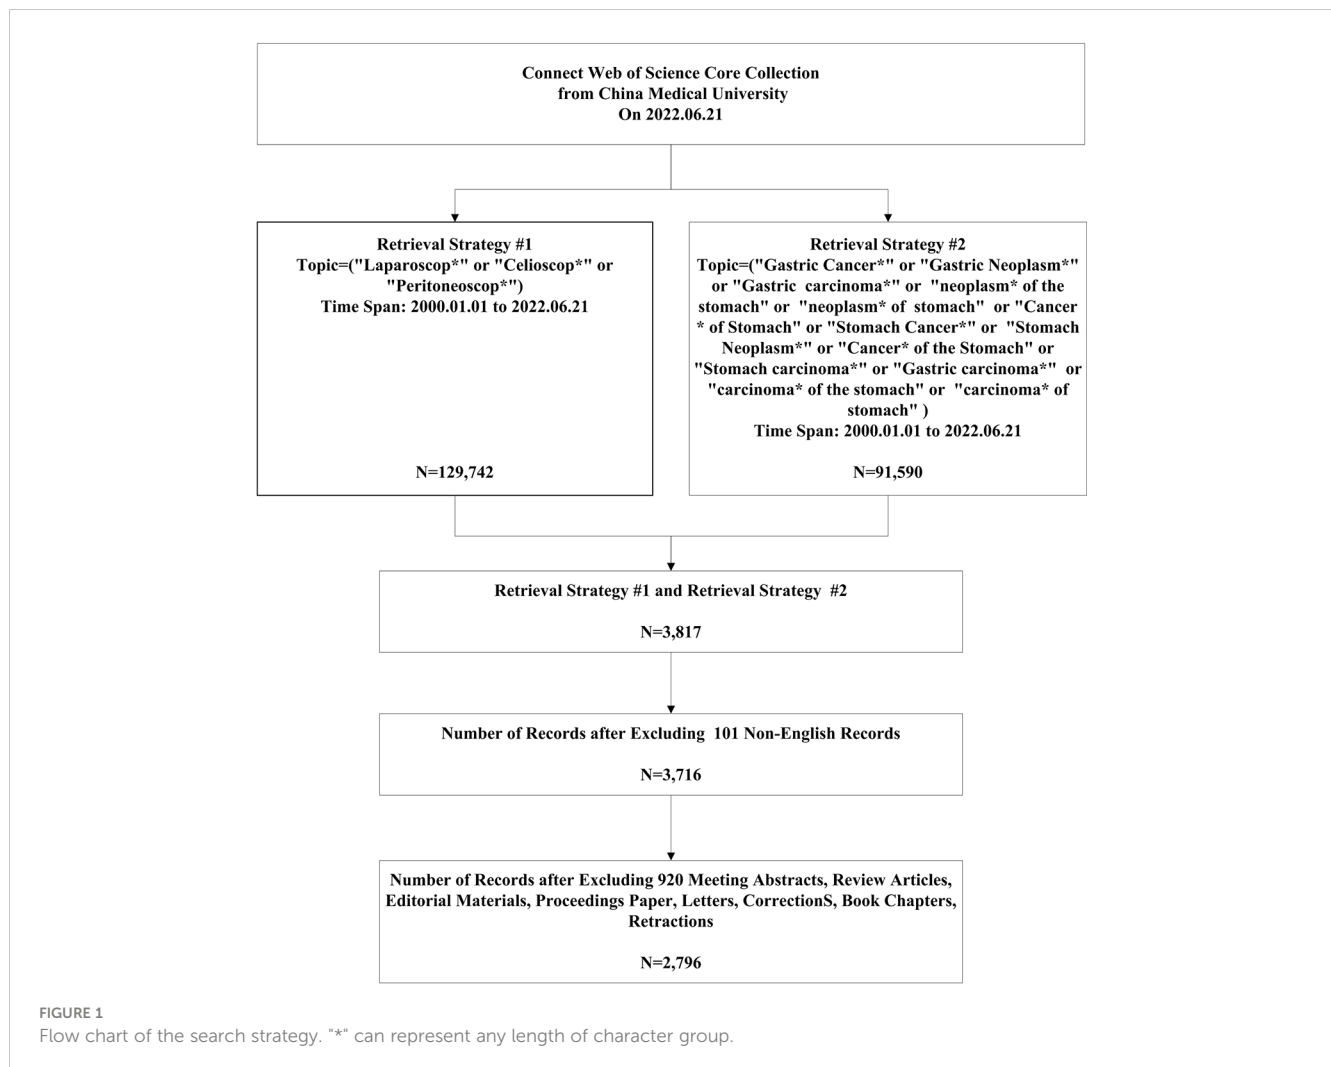 Connect Web of Science Core Collection
from China Medical University
On 2022.06.21
Retrieval Strategy #1
Topic=("Laparoscop*" or "Celioscop*" or
"Peritoneoscop*")
Time Span: 2000.01.01 to 2022.06.21
N=129,742
Retrieval Strategy #2
Topic=("Gastric Cancer*" or "Gastric Neoplasm*"
or "Gastric carcinoma*" or "neoplasm* of the
stomach" or "neoplasm* of stomach" or "Cancer
* of Stomach" or "Stomach Cancer*" or "Stomach
Neoplasm*" or "Cancer* of the Stomach" or
"Stomach carcinoma*" or "Gastric carcinoma*" or
"carcinoma* of the stomach" or "carcinoma* of
stomach" )
Time Span: 2000.01.01 to 2022.06.21
N=91,590
Retrieval Strategy #1 and Retrieval Strategy #2
N=3,817
Number of Records after Excluding 101 Non-English Records
N=3,716
Number of Records after Excluding 920 Meeting Abstracts, Review Articles,
Editorial Materials, Proceedings Paper, Letters, CorrectionS, Book Chapters,
Retractions
N=2,796
FIGURE 1
Flow chart of the search strategy. "*" can represent any length of character group.